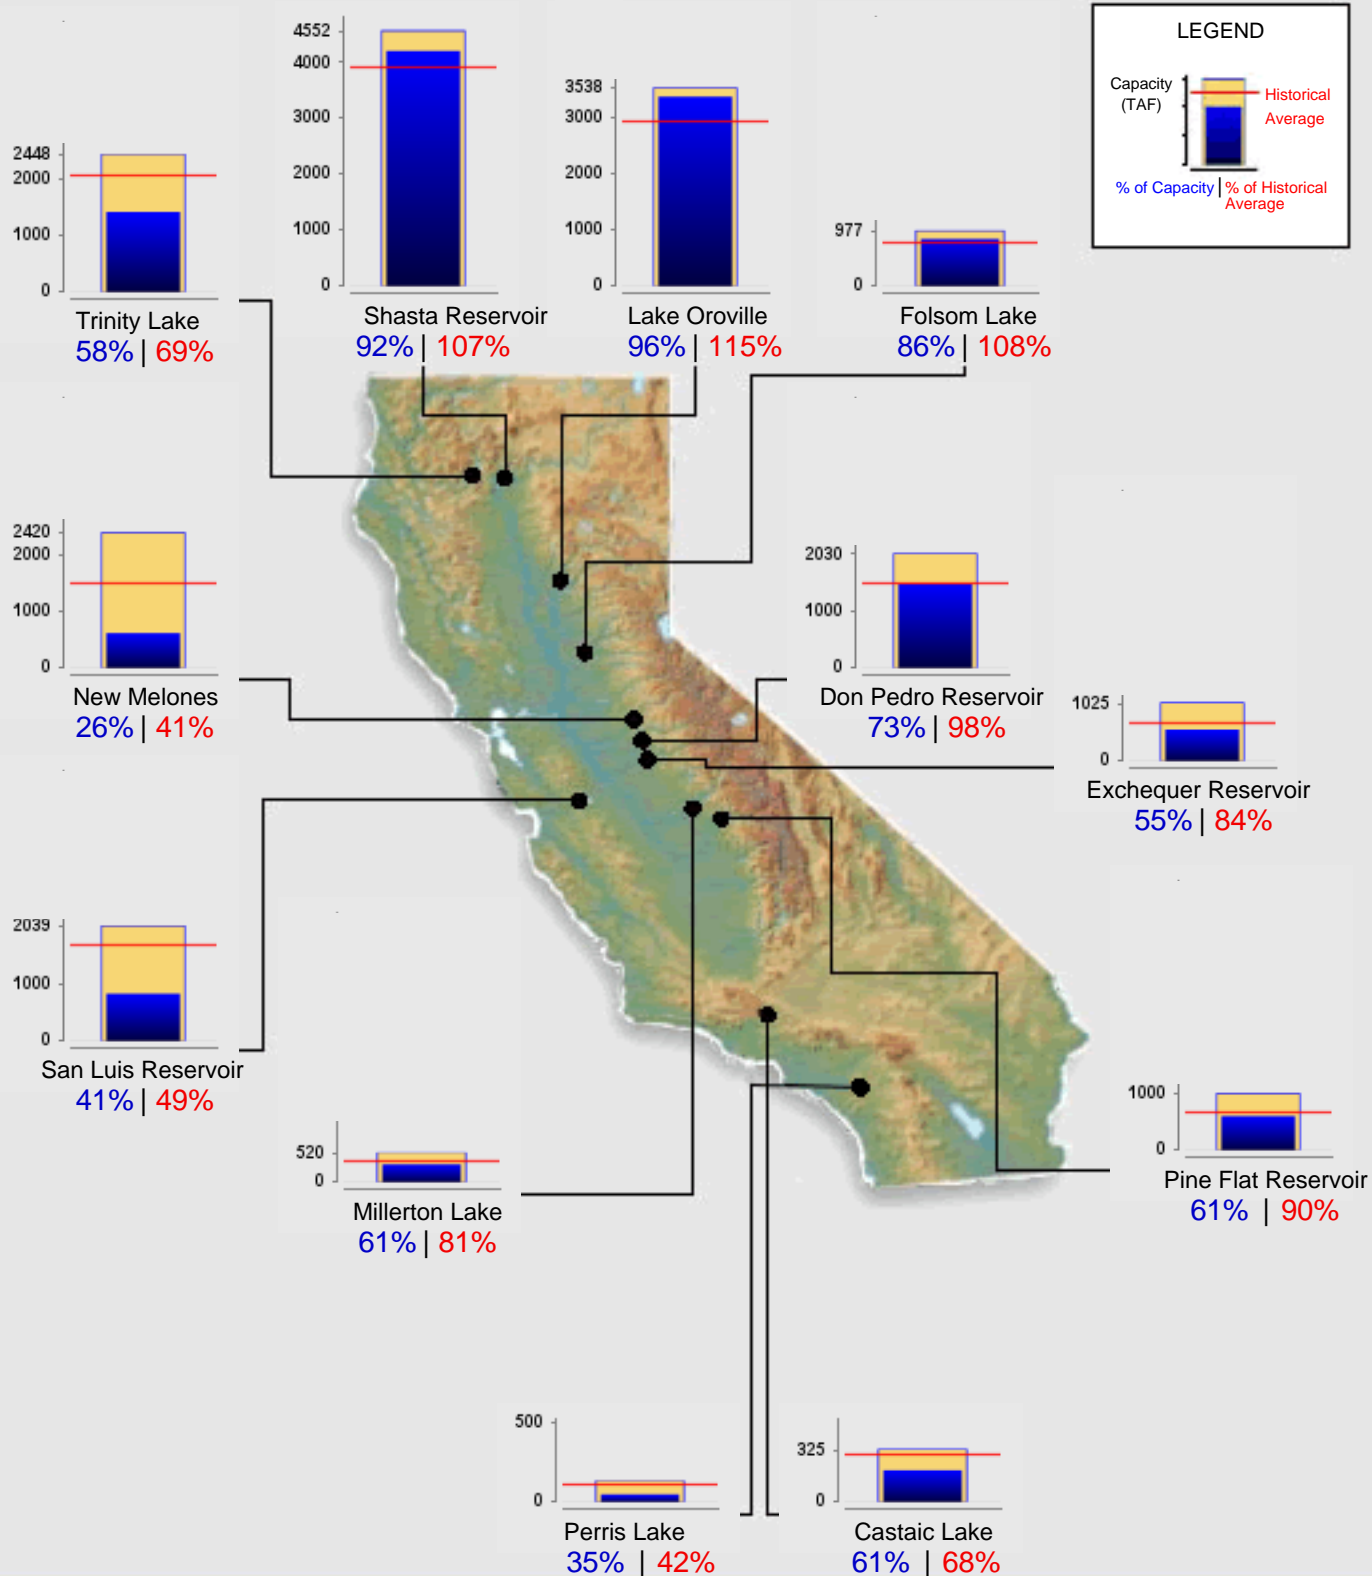 LEGEND
Capacity
(TAF)
Historical
Average
% of Capacity | % of Historical
Average
4552
4000
3000
2000
1000
0
Shasta Reservoir
92% | 107%
3538
3000
2000
1000
0
Lake Oroville
96% | 115%
977
0
Folsom Lake
86% | 108%
2448
2000
1000
0
Trinity Lake
58% | 69%
2420
2000
1000
0
New Melones
26% | 41%
2030
1000
0
Don Pedro Reservoir
73% | 98%
1025
0
Exchequer Reservoir
55% | 84%
2039
1000
0
San Luis Reservoir
41% | 49%
520
0
Millerton Lake
61% | 81%
1000
0
Pine Flat Reservoir
61% | 90%
500
0
Perris Lake
35% | 42%
325
0
Castaic Lake
61% | 68%